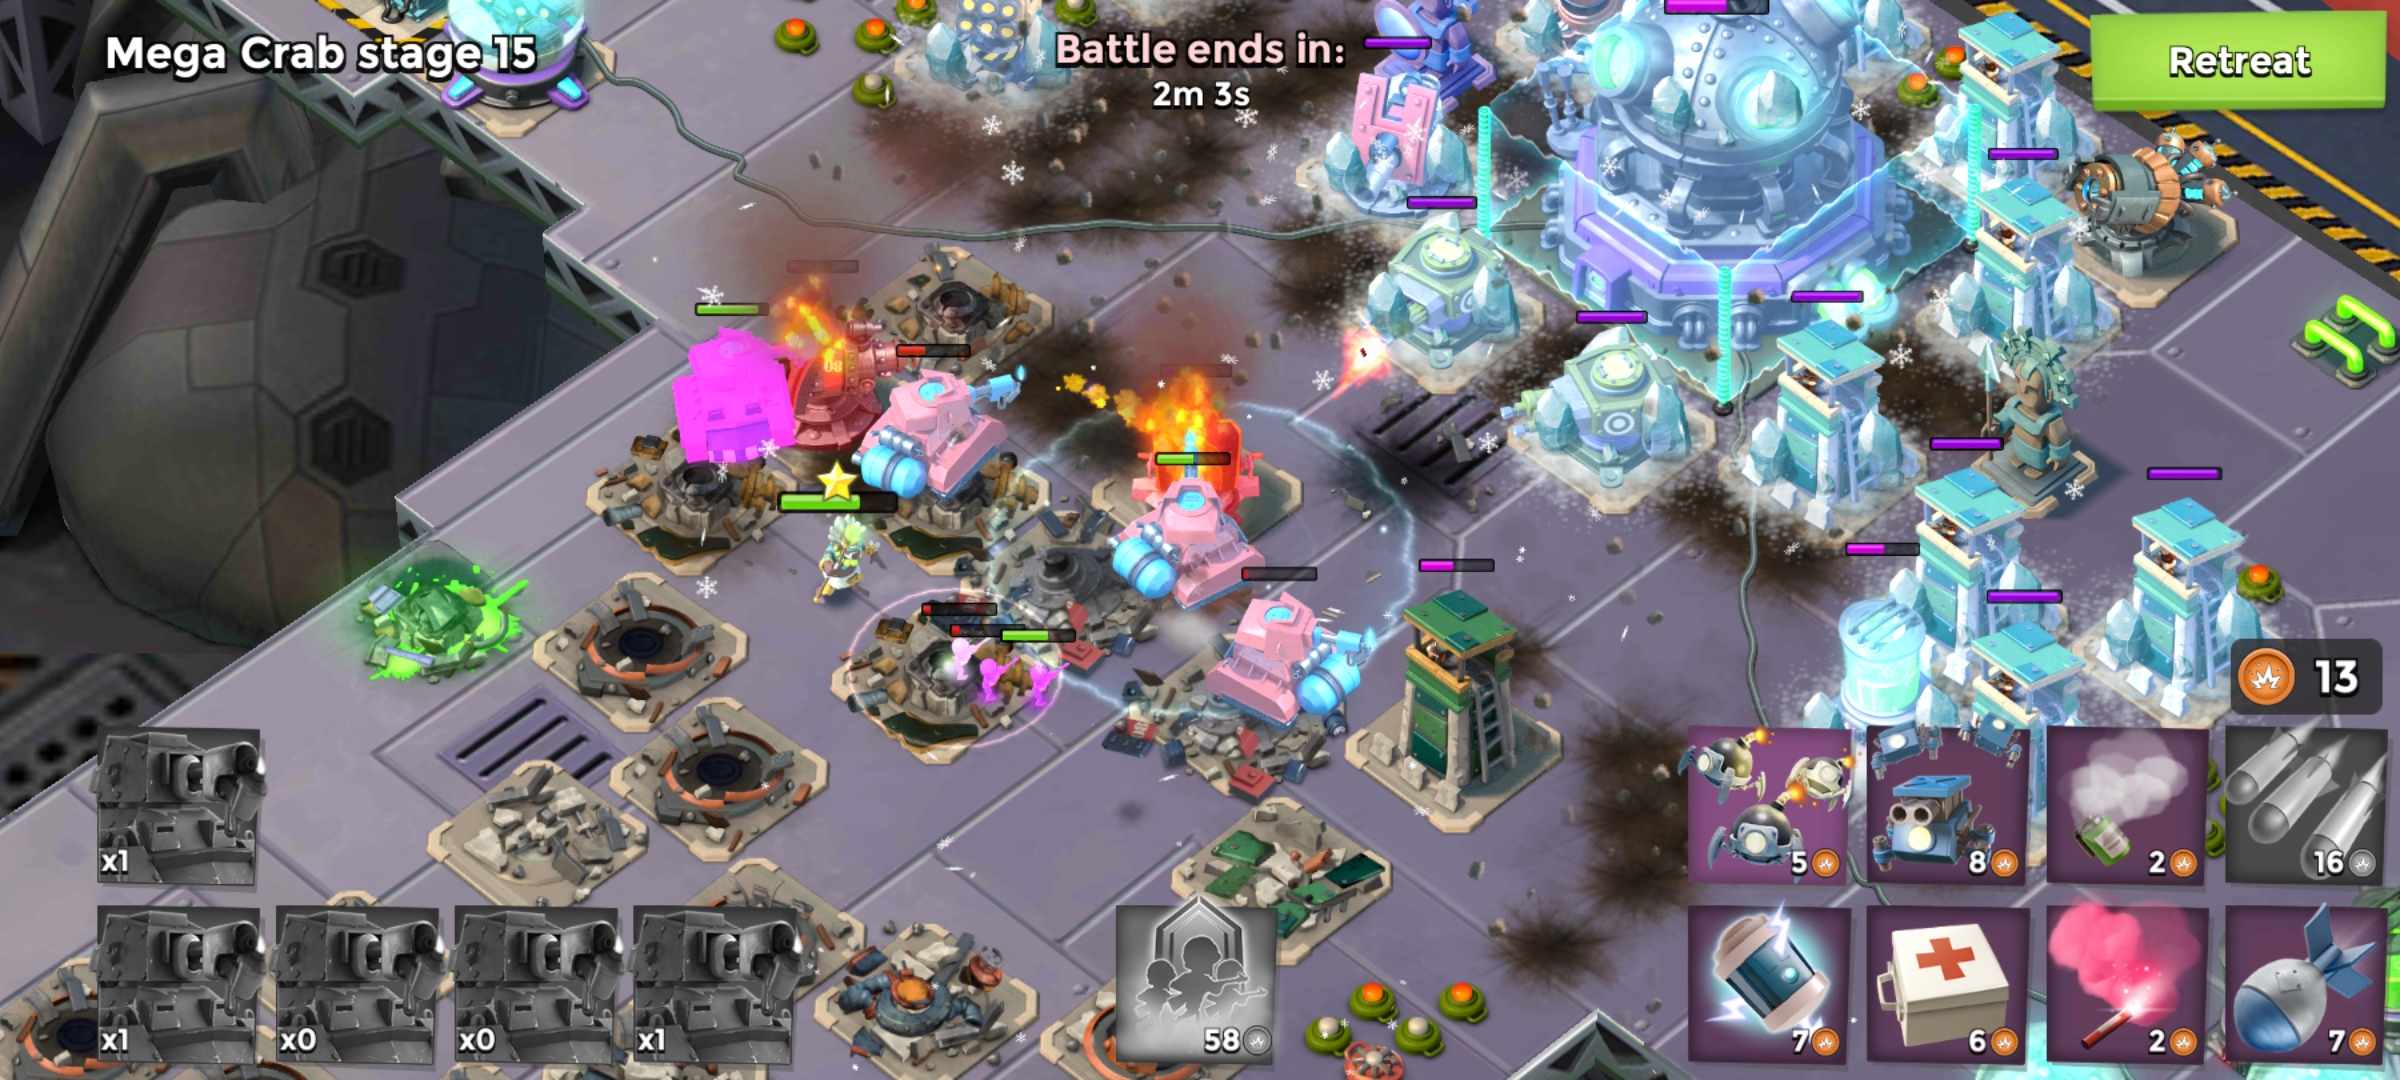 Mega Crab stage 15
Battle ends in:
2m 3s
Retreat
08
13
x1
5
8
2
16
x1
x0
x0
x1
58
7
6
2
7